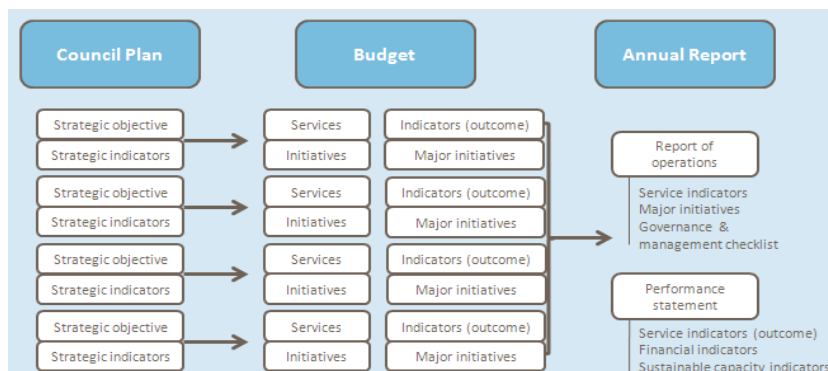 Council Plan
Budget
Annual Report
Strategic objective
Strategic indicators
Services
Initiatives
Indicators (outcome)
Major initiatives
Strategic objective
Strategic indicators
Services
Initiatives
Indicators (outcome)
Major initiatives
Strategic objective
Strategic indicators
Services
Initiatives
Indicators (outcome)
Major initiatives
Strategic objective
Strategic indicators
Services
Initiatives
Indicators (outcome)
Major initiatives
Report of
operations
Service indicators
Major initiatives
Governance &
management checklist
Performance
statement
Service indicators (outcome)
Financial indicators
Sustainable capacity indicators